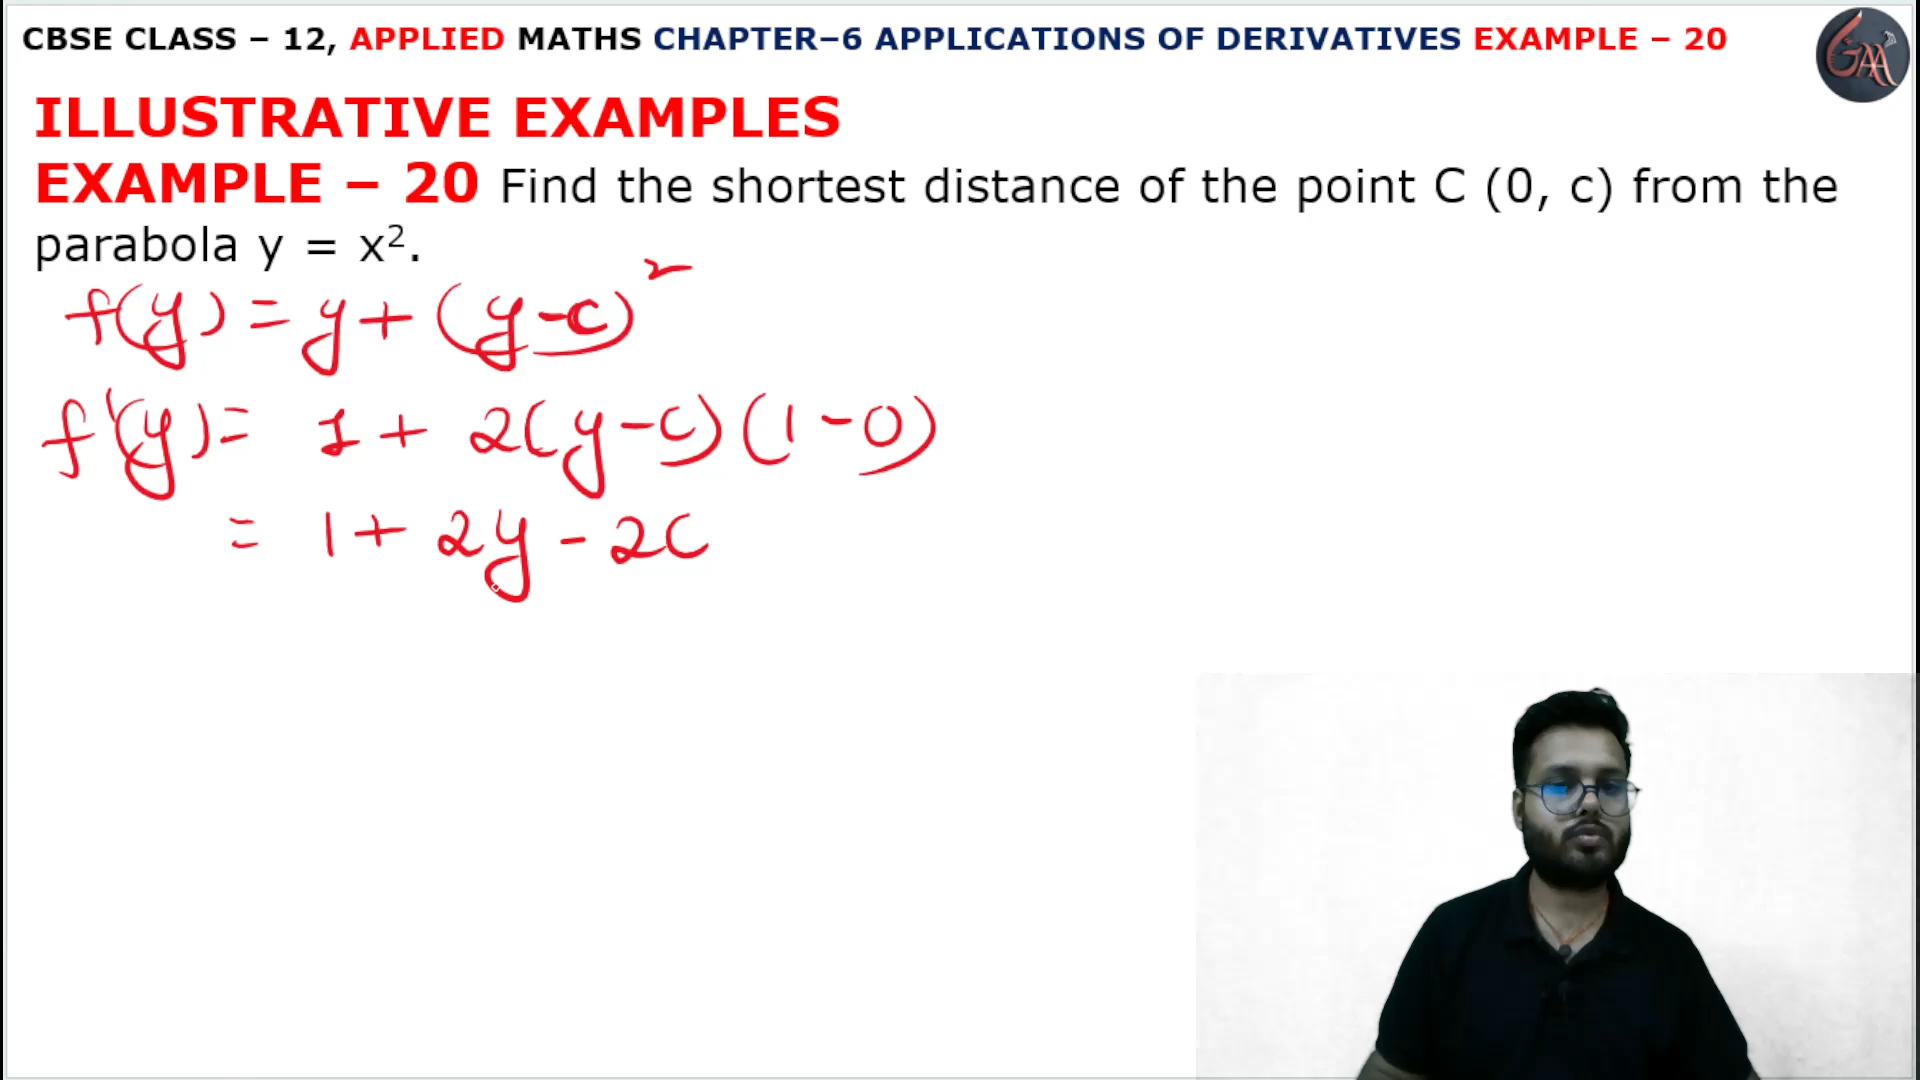 CBSE CLASS – 12, APPLIED MATHS CHAPTER–6 APPLICATIONS OF DERIVATIVES EXAMPLE – 20
ILLUSTRATIVE EXAMPLES
EXAMPLE – 20 Find the shortest distance of the point C (0, c) from the
parabola y = x².
f(y) = y + (y-c)²
f'(y) = 1 + 2(y-c)(1-0)
= 1 + 2y - 2c